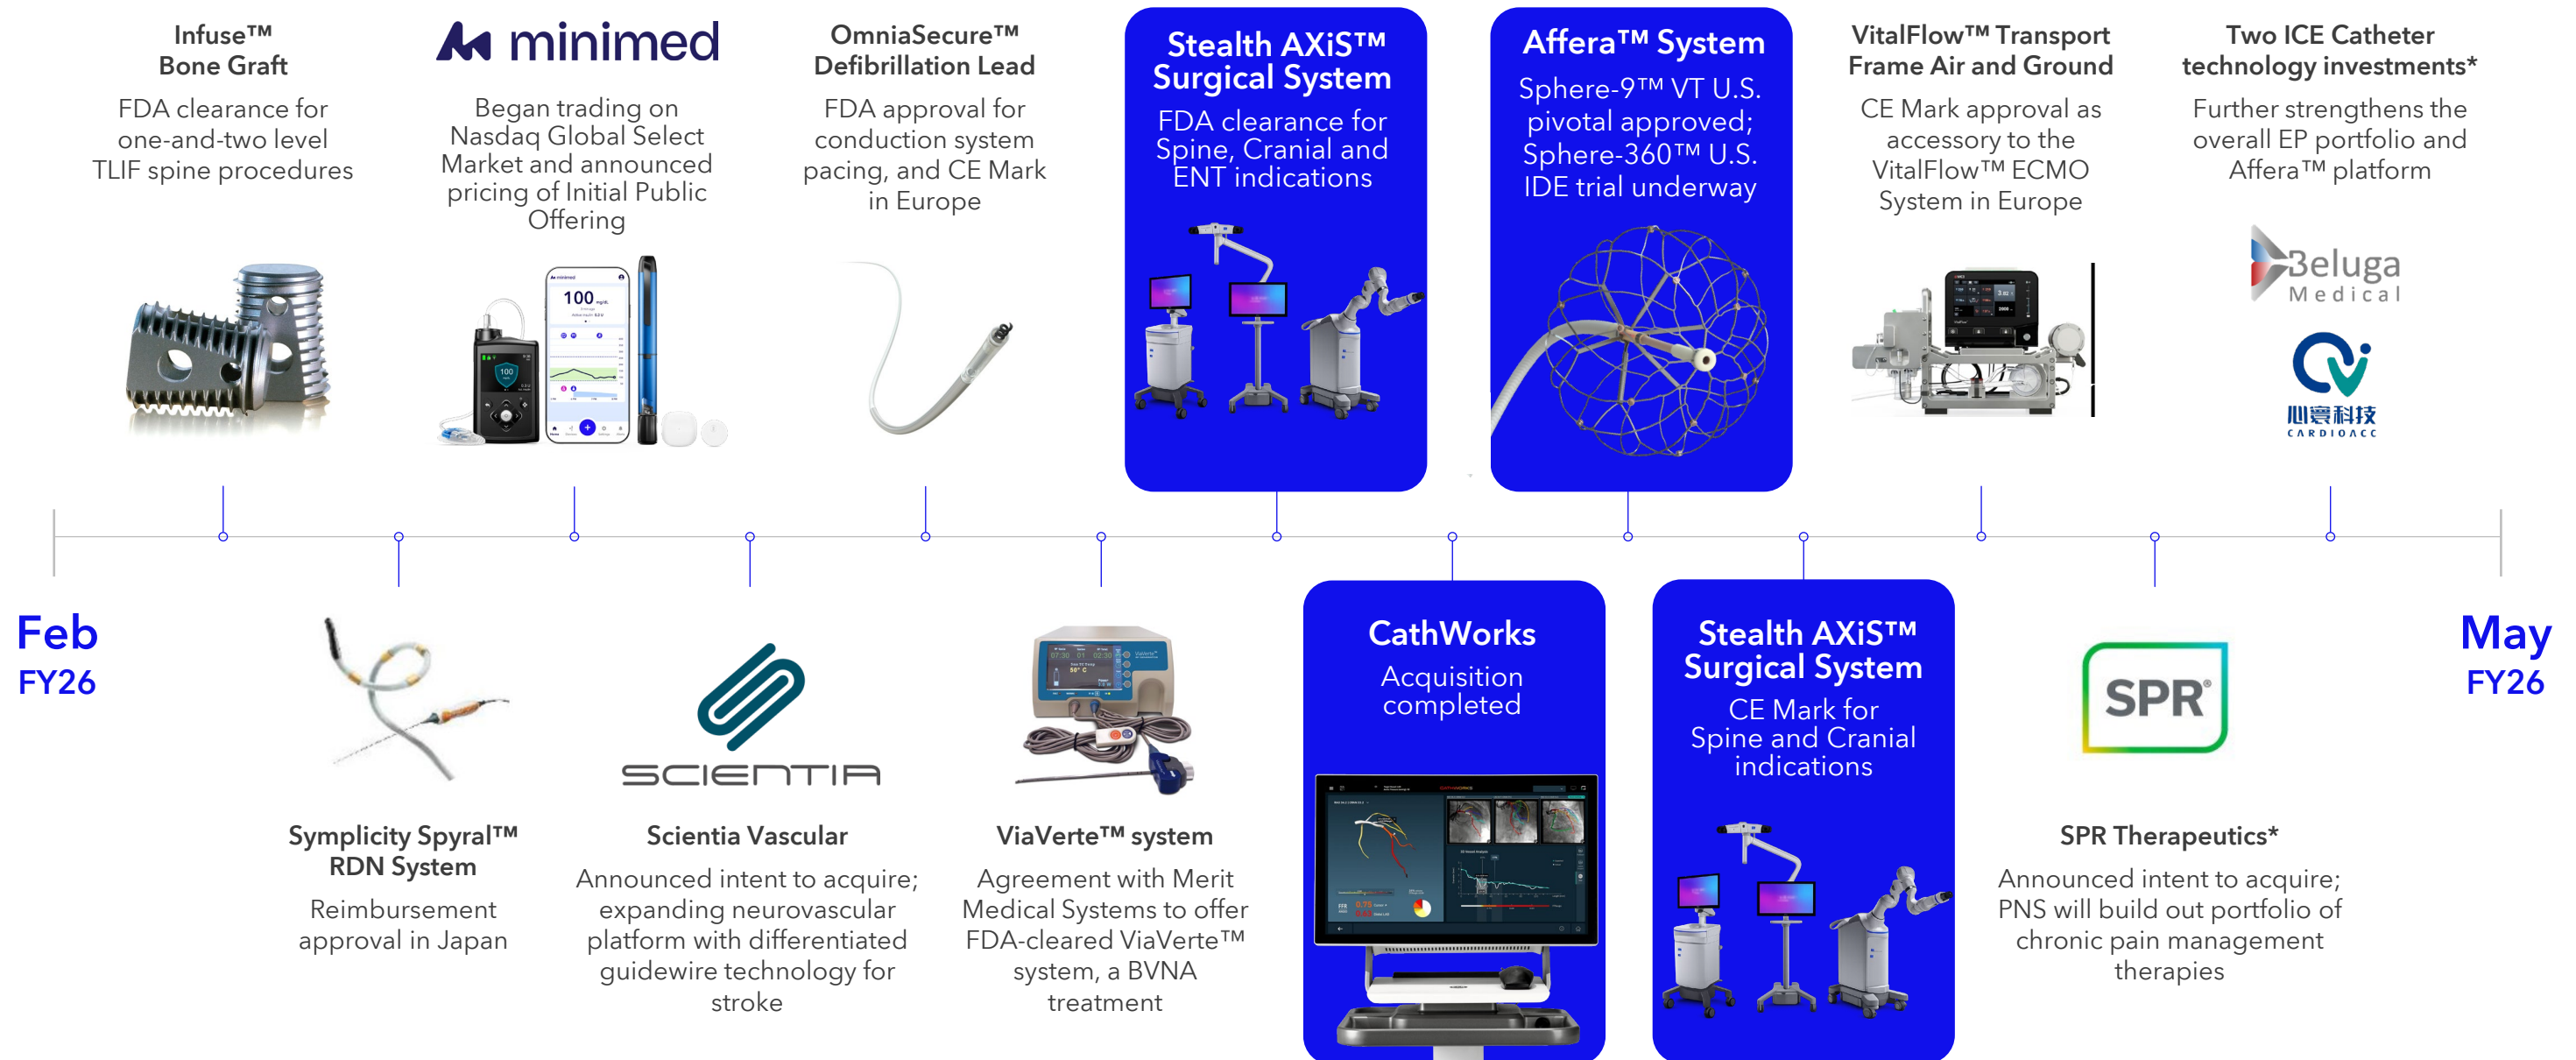 Infuse™
Bone Graft
FDA clearance for
one-and-two level
TLIF spine procedures
minimed
Began trading on
Nasdaq Global Select
Market and announced
pricing of Initial Public
Offering
100
100
OmniaSecure™
Defibrillation Lead
FDA approval for
conduction system
pacing, and CE Mark
in Europe
Stealth AXiS™
Surgical System
FDA clearance for
Spine, Cranial and
ENT indications
Affera™ System
Sphere-9™ VT U.S.
pivotal approved;
Sphere-360™ U.S.
IDE trial underway
VitalFlow™ Transport
Frame Air and Ground
CE Mark approval as
accessory to the
VitalFlow™ ECMO
System in Europe
Two ICE Catheter
technology investments*
Further strengthens the
overall EP portfolio and
Affera™ platform
Beluga
Medical
心寰科技
CARDIOACC
Feb
FY26
Symplicity Spyral™
RDN System
Reimbursement
approval in Japan
SCIENTIA
Scientia Vascular
Announced intent to acquire;
expanding neurovascular
platform with differentiated
guidewire technology for
stroke
ViaVerte™ system
Agreement with Merit
Medical Systems to offer
FDA-cleared ViaVerte™
system, a BVNA
treatment
CathWorks
Acquisition
completed
Stealth AXiS™
Surgical System
CE Mark for
Spine and Cranial
indications
SPR®
SPR Therapeutics*
Announced intent to acquire;
PNS will build out portfolio of
chronic pain management
therapies
May
FY26